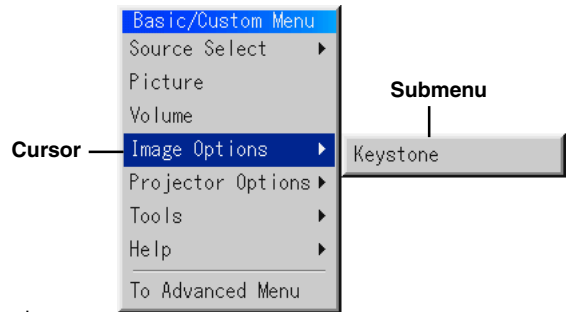 Basic/Custom Menu
Source Select
Picture
Submenu
Volume
Cursor
Image Options
Keystone
Projector Options
Tools
Help
To Advanced Menu